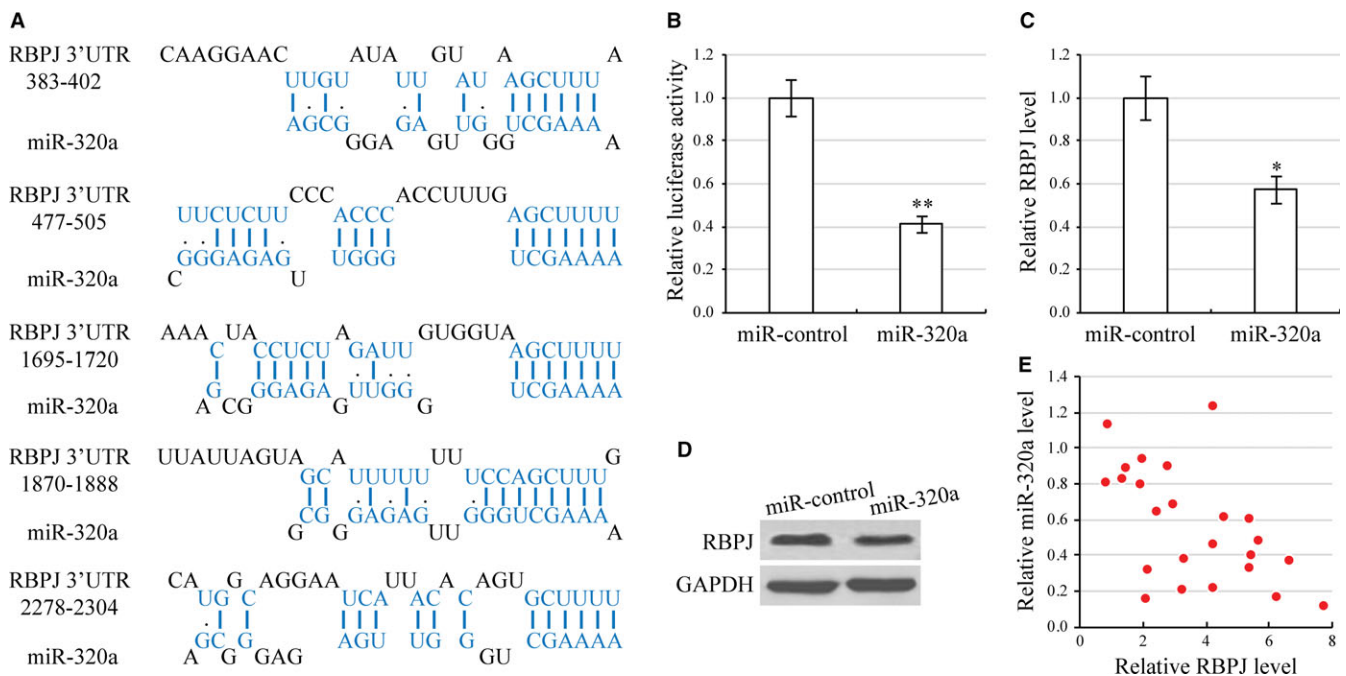 A
RBPJ 3’UTR CAAGGAAC AUA GU A A
383-402 UUGU UU AU AGCUUU
AGCG GA UG UCGAAA
miR-320a GGA GU GG A
RBPJ 3’UTR CCC ACCUUUG
477-505 UUCUCUU ACCC AGCUUUU
GGGAGAG UGGG UCGAAAA
miR-320a C U
RBPJ 3’UTR AAA UA A GUGGUA
1695-1720 C CCUCU GAUU AGCUUUU
G GGAGA UUGG UCGAAAA
miR-320a A CG G G
RBPJ 3’UTR UUAUUAGUA A UU G
1870-1888 GC UUUUU UCCAGCUUU
CG GAGAG GGGUCGAAA
miR-320a G G UU A
RBPJ 3’UTR CA G AGGAA UU A AGU
2278-2304 UG C UCA AC C GCUUUU
GC G AGU UG G CGAAAA
miR-320a A G GAG GU
B
Relative luciferase activity
1.2
1.0
0.8
0.6
0.4
0.2
0.0
**
miR-control miR-320a
C
Relative RBPJ level
1.2
1.0
0.8
0.6
0.4
0.2
0.0
*
miR-control miR-320a
D
miR-control miR-320a
RBPJ
GAPDH
E
Relative miR-320a level
1.4
1.2
1.0
0.8
0.6
0.4
0.2
0.0
0 2 4 6 8
Relative RBPJ level